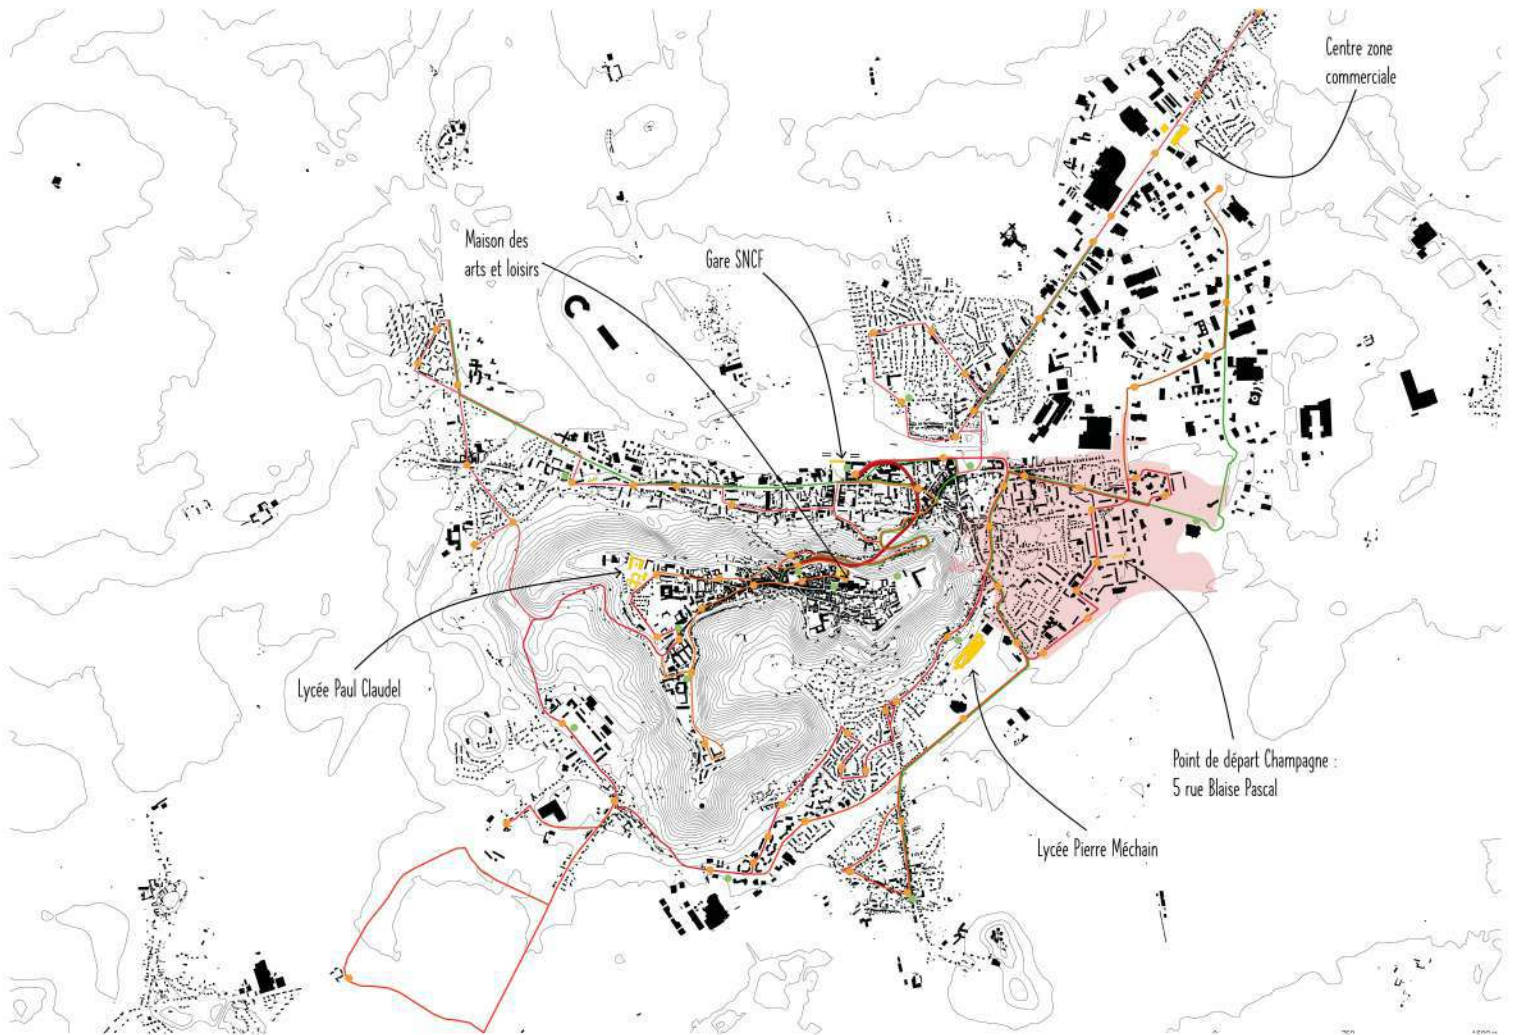 Centre zone
commerciale
Maison des
arts et loisirs
Gare SNCF
Lycée Paul Claudel
Point de départ Champagne :
5 rue Blaise Pascal
Lycée Pierre Méchain